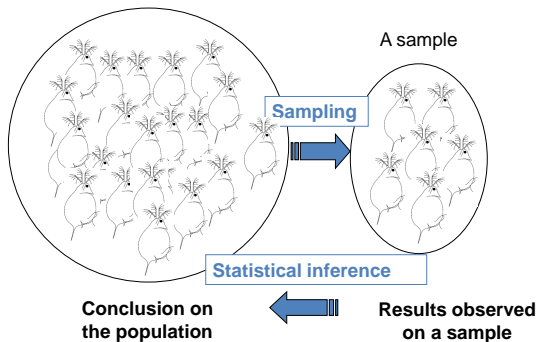 A sample
Sampling
Statistical inference
Conclusion on
the population
Results observed
on a sample